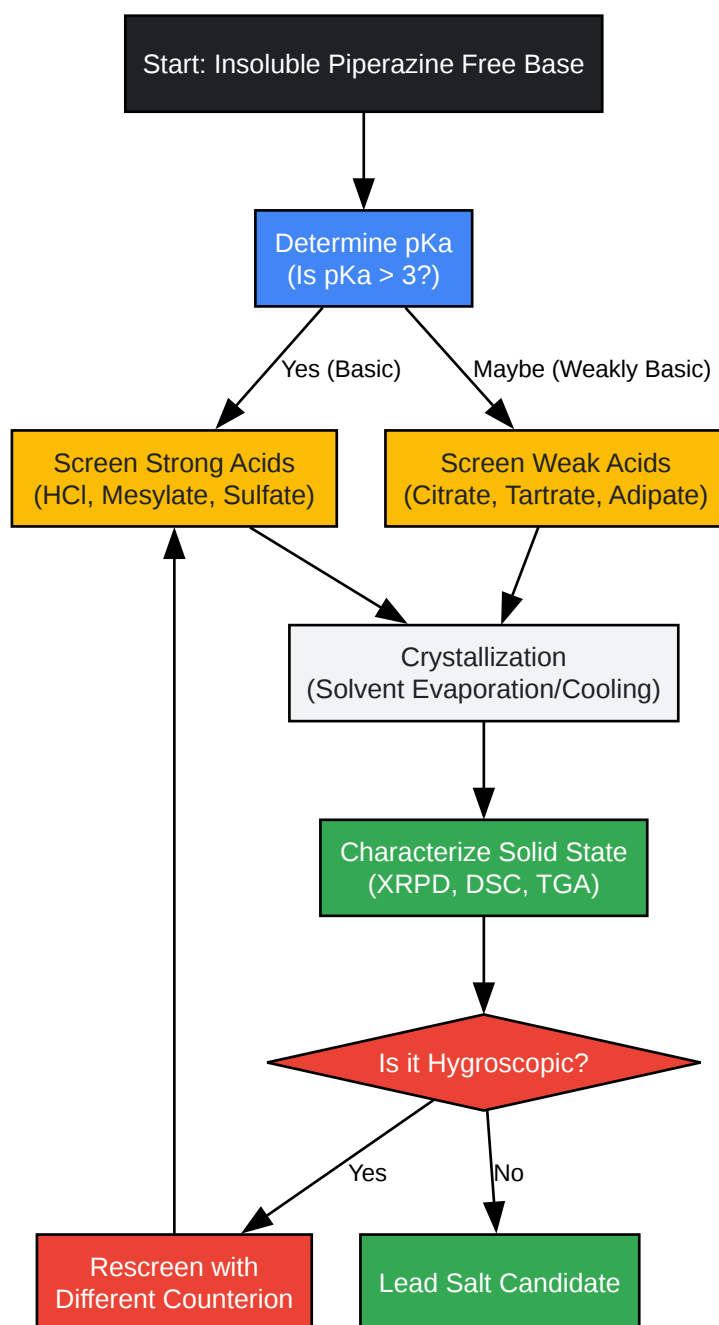 Start: Insoluble Piperazine Free Base
Determine pKa
(Is pKa > 3?)
Yes (Basic)
Maybe (Weakly Basic)
Screen Strong Acids
(HCl, Mesylate, Sulfate)
Screen Weak Acids
(Citrate, Tartrate, Adipate)
Crystallization
(Solvent Evaporation/Cooling)
Characterize Solid State
(XRPD, DSC, TGA)
Is it Hygroscopic?
Yes
No
Rescreen with
Different Counterion
Lead Salt Candidate